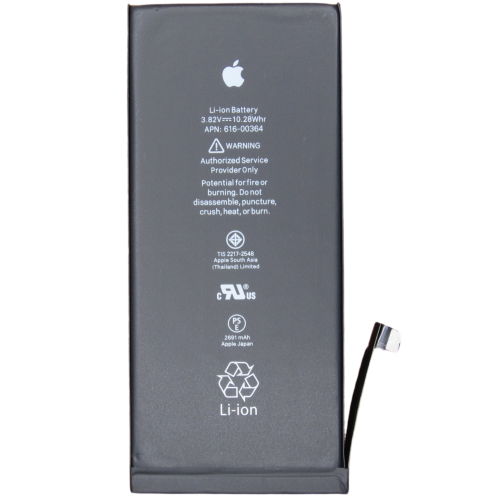 Li-ion Battery
3.82V⎓10.28Whr
APN: 616-00364
WARNING
Authorized Service
Provider Only
Potential for fire or
burning. Do not
disassemble, puncture,
crush, heat, or burn.
TIS 2217-2548
Apple South Asia
(Thailand) Limited
c RU US
PS
E
2691 mAh
Apple Japan
Li-ion